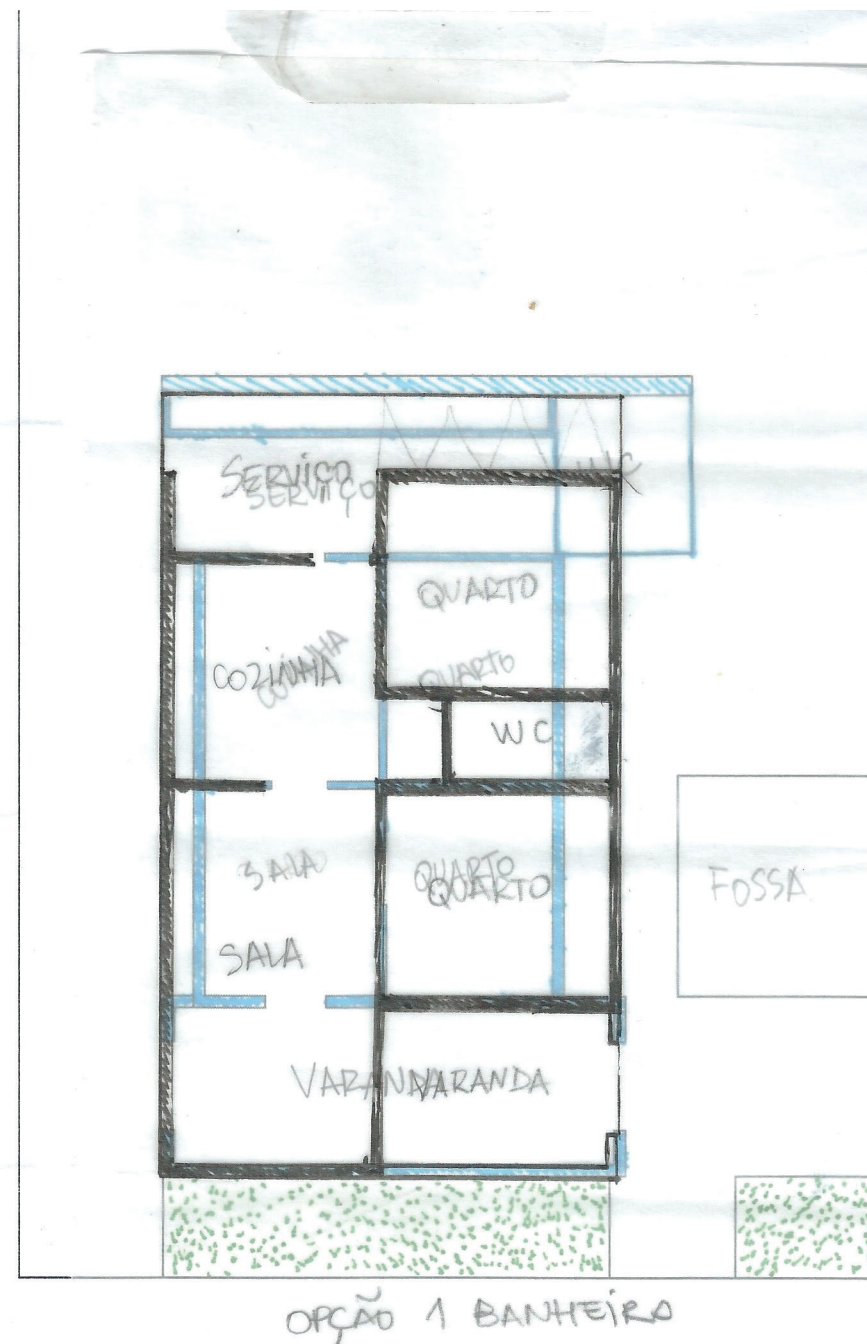 SERVIÇO
SERVIÇO
WC
QUARTO
COZINHA
COZINHA
QUARTO
WC
SALA
QUARTO
QUARTO
FOSSA
SALA
VARANDA
VARANDA
OPÇÃO 1 BANHEIRO